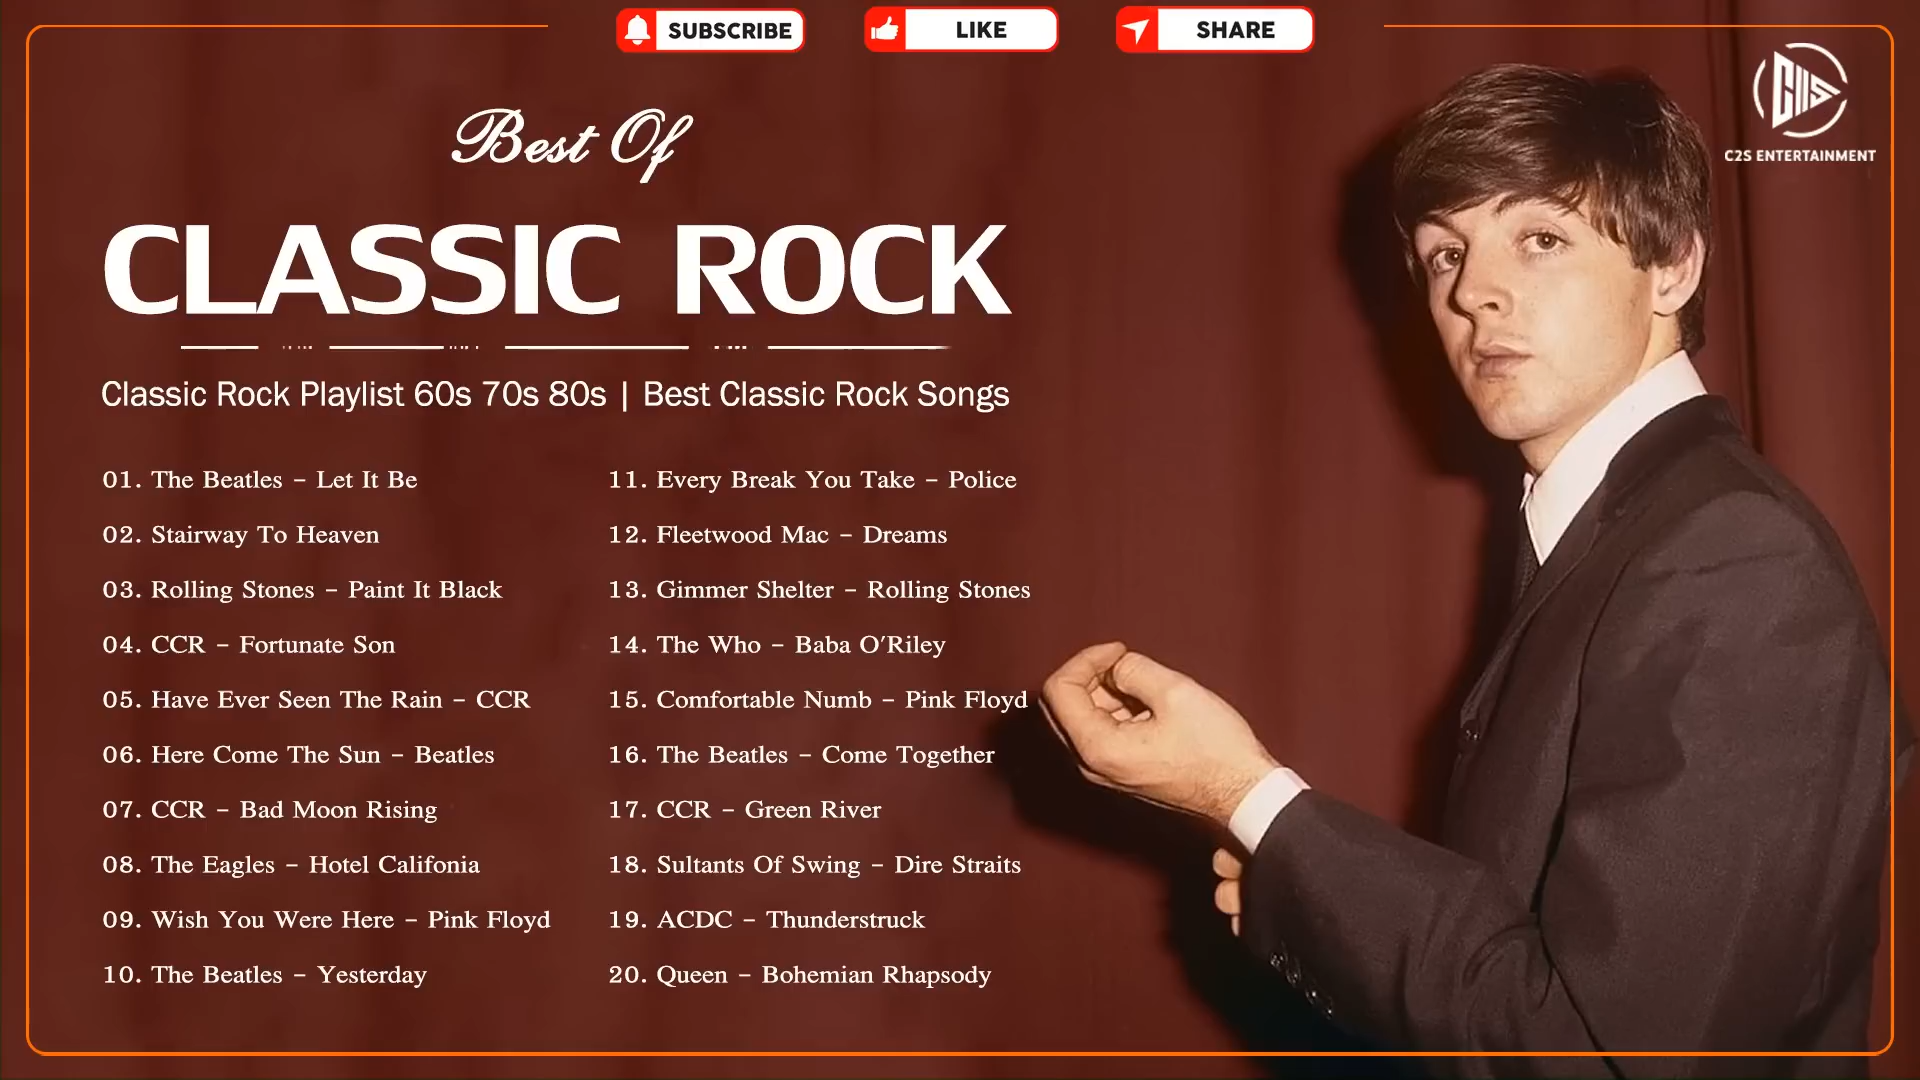 SUBSCRIBE
LIKE
SHARE
C2S ENTERTAINMENT
Best Of
CLASSIC ROCK
Classic Rock Playlist 60s 70s 80s | Best Classic Rock Songs
01. The Beatles – Let It Be
02. Stairway To Heaven
03. Rolling Stones – Paint It Black
04. CCR – Fortunate Son
05. Have Ever Seen The Rain – CCR
06. Here Come The Sun – Beatles
07. CCR – Bad Moon Rising
08. The Eagles – Hotel Califonia
09. Wish You Were Here – Pink Floyd
10. The Beatles – Yesterday
11. Every Break You Take – Police
12. Fleetwood Mac – Dreams
13. Gimmer Shelter – Rolling Stones
14. The Who – Baba O'Riley
15. Comfortable Numb – Pink Floyd
16. The Beatles – Come Together
17. CCR – Green River
18. Sultants Of Swing – Dire Straits
19. ACDC – Thunderstruck
20. Queen – Bohemian Rhapsody